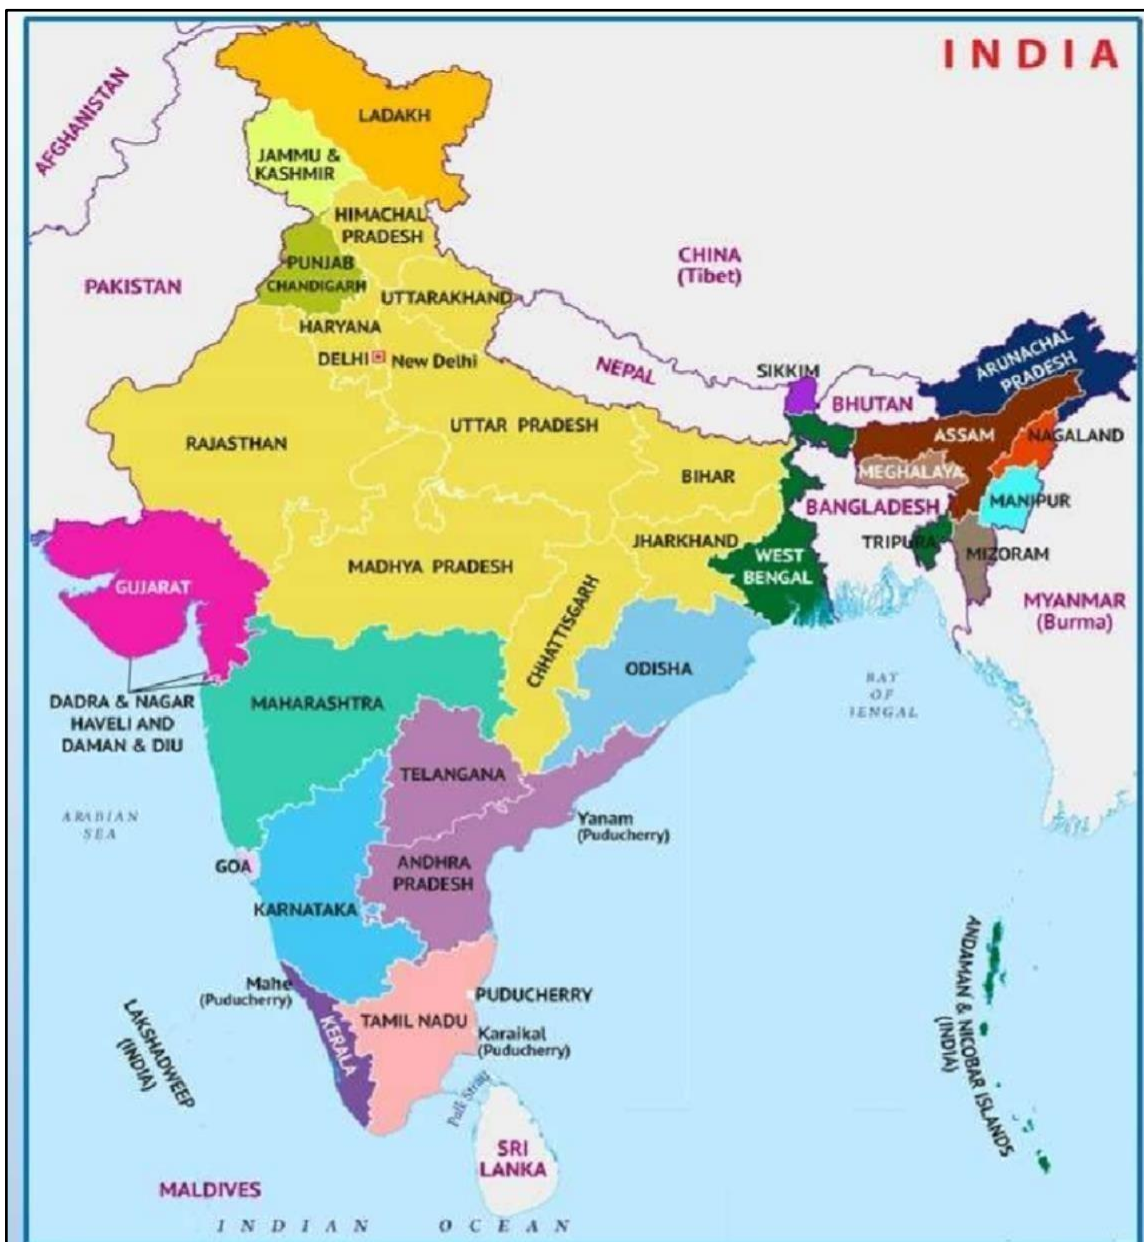 INDIA
AFGHANISTAN
LADAKH
JAMMU &
KASHMIR
HIMACHAL
PRADESH
CHINA
(Tibet)
PAKISTAN
PUNJAB
CHANDIGARH
UTTARAKHAND
HARYANA
DELHI
New Delhi
NEPAL
SIKKIM
BHUTAN
ARUNACHAL
PRADESH
RAJASTHAN
UTTAR PRADESH
ASSAM
NAGALAND
BIHAR
MEGHALAYA
BANGLADESH
MANIPUR
JHARKHAND
TRIPURA
MIZORAM
GUJARAT
MADHYA PRADESH
WEST
BENGAL
MYANMAR
(Burma)
CHHATTISGARH
ODISHA
DADRA & NAGAR
HAVELI AND
DAMAN & DIU
MAHARASHTRA
BAY
OF
BENGAL
TELANGANA
ARABIAN
SEA
Yanam
(Puducherry)
GOA
ANDHRA
PRADESH
KARNATAKA
Mahe
(Puducherry)
PUDUCHERRY
LAKSHADWEEP
(INDIA)
KERALA
TAMIL NADU
Karaikal
(Puducherry)
ANDAMAN & NICOBAR ISLANDS
(INDIA)
Palk Strait
SRI
LANKA
MALDIVES
INDIAN OCEAN